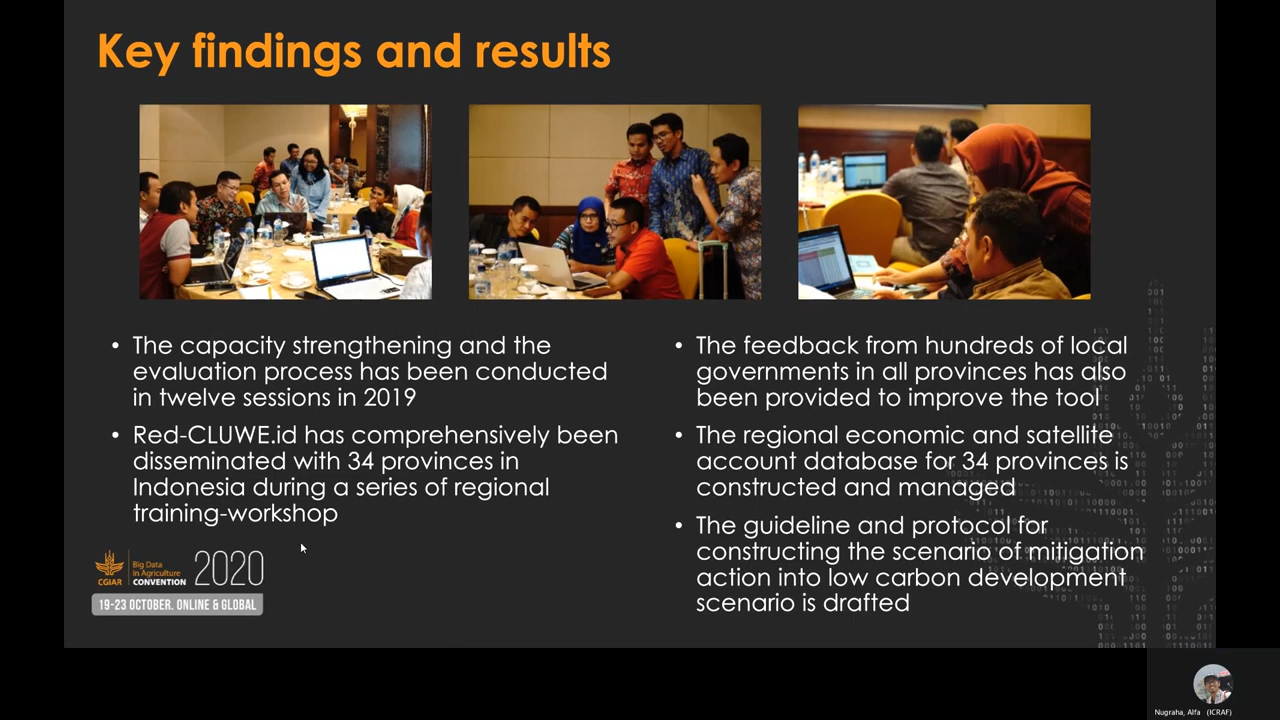 Key findings and results
• The capacity strengthening and the
evaluation process has been conducted
in twelve sessions in 2019
• Red-CLUWE.id has comprehensively been
disseminated with 34 provinces in
Indonesia during a series of regional
training-workshop
• The feedback from hundreds of local
governments in all provinces has also
been provided to improve the tool
• The regional economic and satellite
account database for 34 provinces is
constructed and managed
• The guideline and protocol for
constructing the scenario of mitigation
action into low carbon development
scenario is drafted
CGIAR
Big Data
in Agriculture
CONVENTION
2020
19-23 OCTOBER. ONLINE & GLOBAL
Nugraha, Alfa (ICRAF)